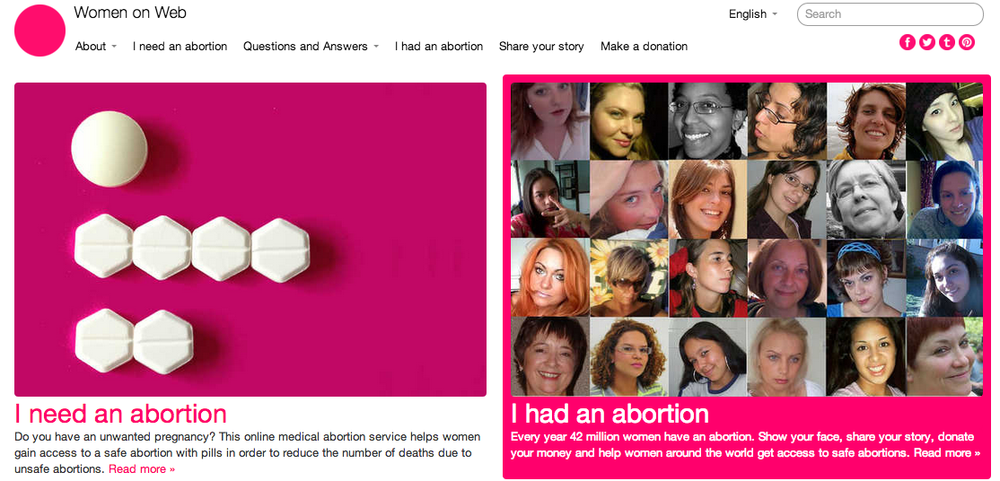 Women on Web
English
Search
About
I need an abortion
Questions and Answers
I had an abortion
Share your story
Make a donation
I need an abortion
Do you have an unwanted pregnancy? This online medical abortion service helps women
gain access to a safe abortion with pills in order to reduce the number of deaths due to
unsafe abortions. Read more »
I had an abortion
Every year 42 million women have an abortion. Show your face, share your story, donate
your money and help women around the world get access to safe abortions. Read more »